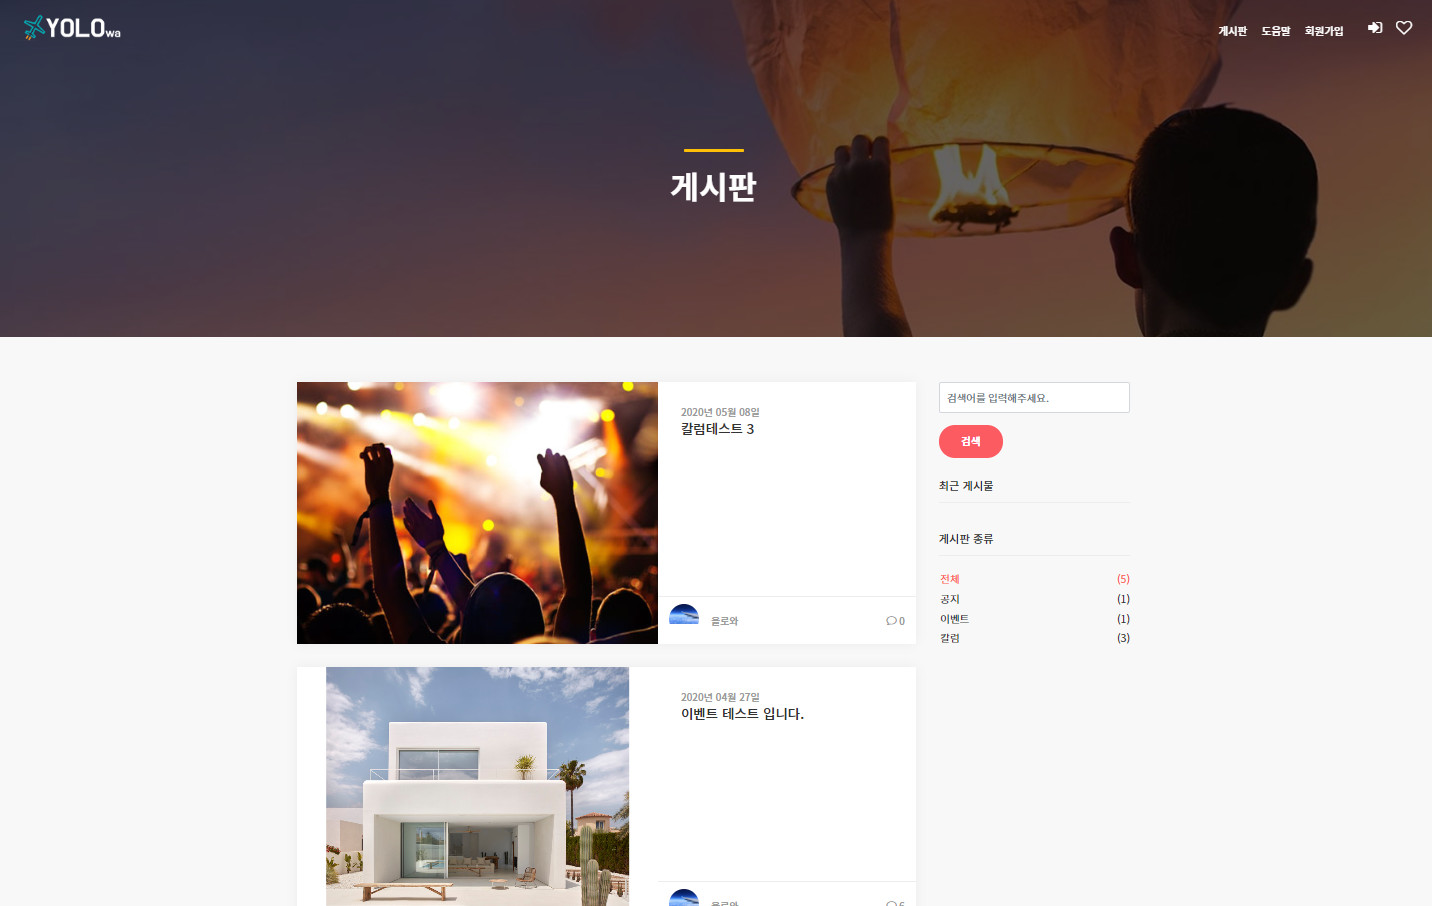 YOLOwa
게시판 도움말 회원가입
게시판
2020년 05월 08일
칼럼테스트 3
욜로와
0
2020년 04월 27일
이벤트 테스트 입니다.
욜로와
6
검색어를 입력해주세요.
검색
최근 게시물
게시판 종류
전체 (5)
공지 (1)
이벤트 (1)
칼럼 (3)